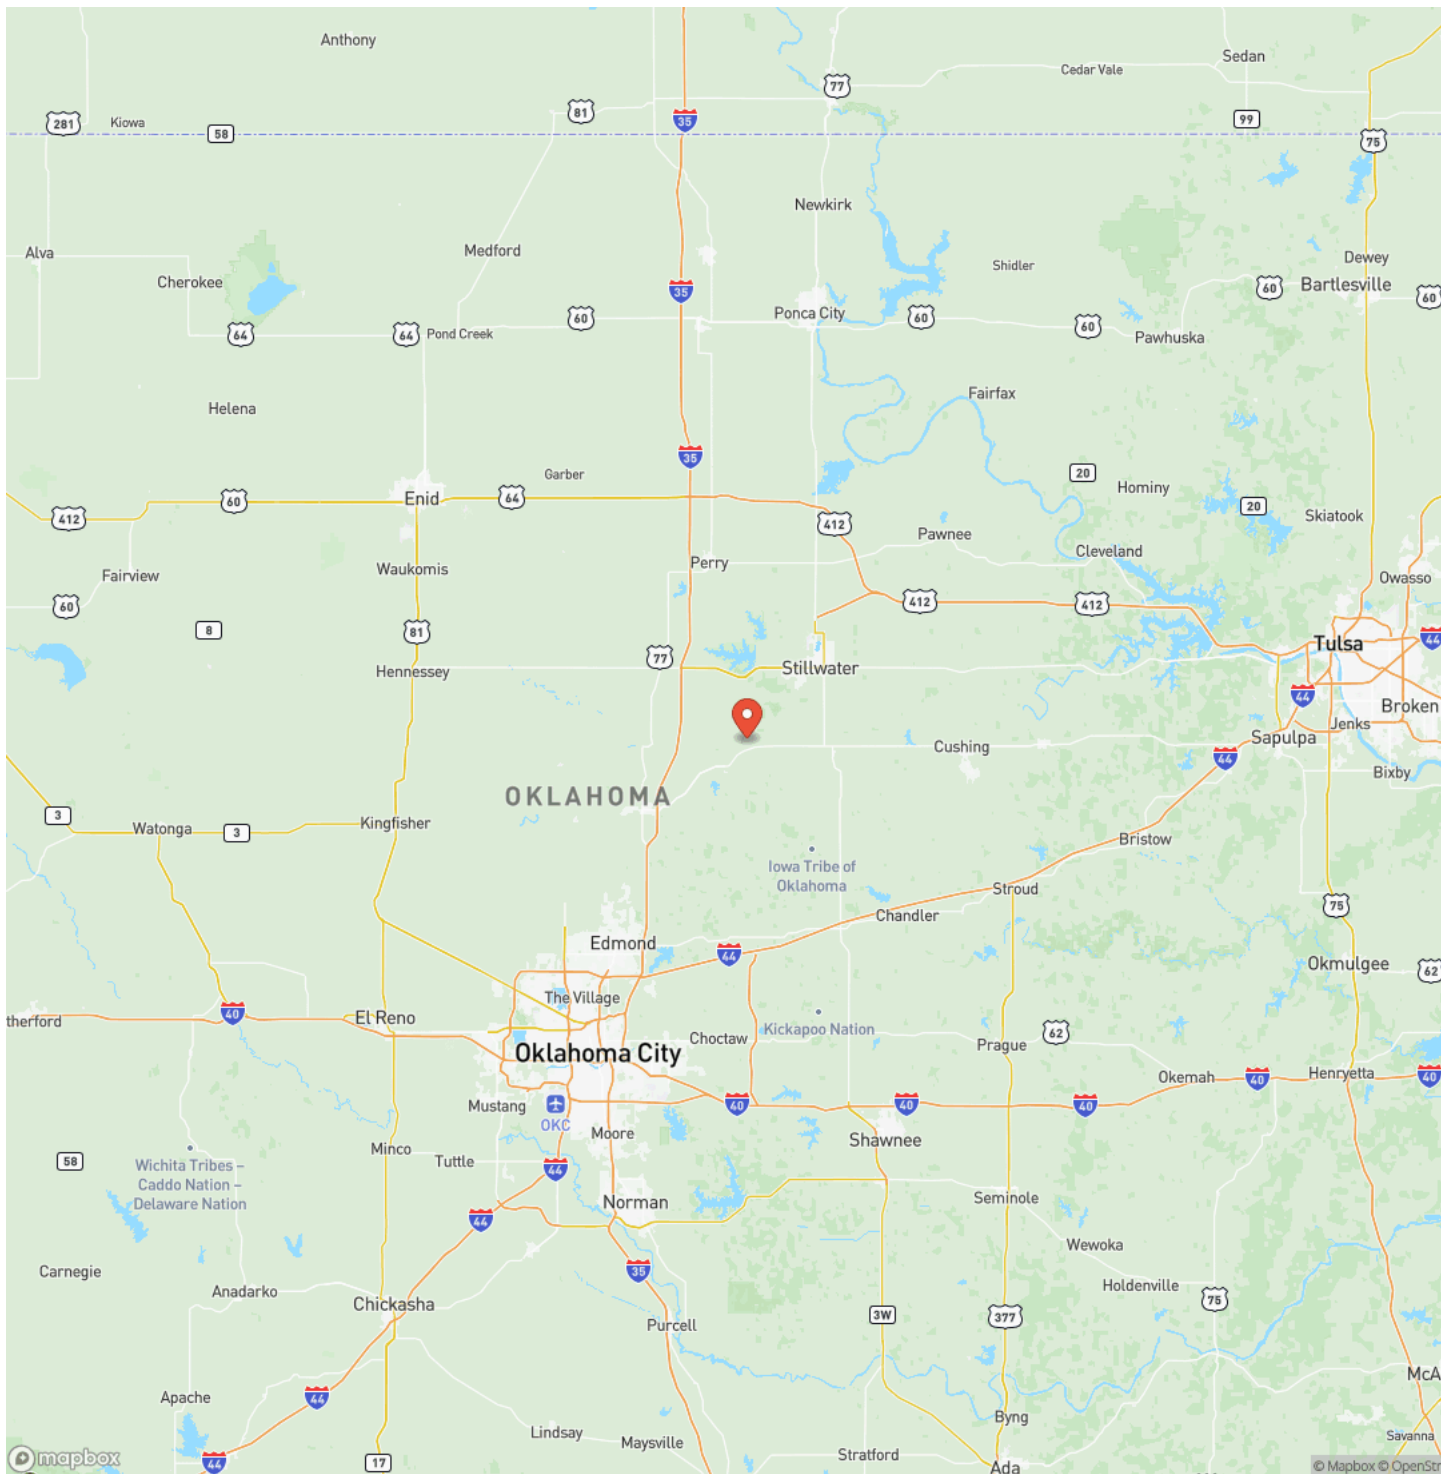 Anthony
Sedan
Cedar Vale
77
81
281
Kiowa
58
35
99
75
Newkirk
Alva
Medford
Cherokee
Shidler
Dewey
Bartlesville
60
60
35
Ponca City
60
60
60
64
64
Pond Creek
Pawhuska
Helena
Fairfax
35
Garber
20
Hominy
412
60
Enid
64
20
Skiatook
412
Pawnee
Cleveland
Perry
Waukomis
Fairview
Owasso
60
412
412
8
81
44
Tulsa
77
Stillwater
Hennessey
44
Broken
Jenks
Sapulpa
Cushing
44
Bixby
OKLAHOMA
3
Watonga
3
Kingfisher
Bristow
Iowa Tribe of
Oklahoma
Stroud
Chandler
75
Edmond
44
Okmulgee
62
The Village
40
therford
El Reno
Kickapoo Nation
62
Choctaw
Prague
Oklahoma City
Okemah
40
Henryetta
40
Mustang
OKC
40
40
40
Moore
Shawnee
Minco
Tuttle
44
58
Wichita Tribes –
Caddo Nation –
Delaware Nation
Norman
Seminole
44
Wewoka
Carnegie
35
Holdenville
Anadarko
75
Chickasha
3W
377
Purcell
McA
Apache
44
Byng
Lindsay
Maysville
Savanna
Stratford
44
17
Ada
mapbox
© Mapbox © OpenStr